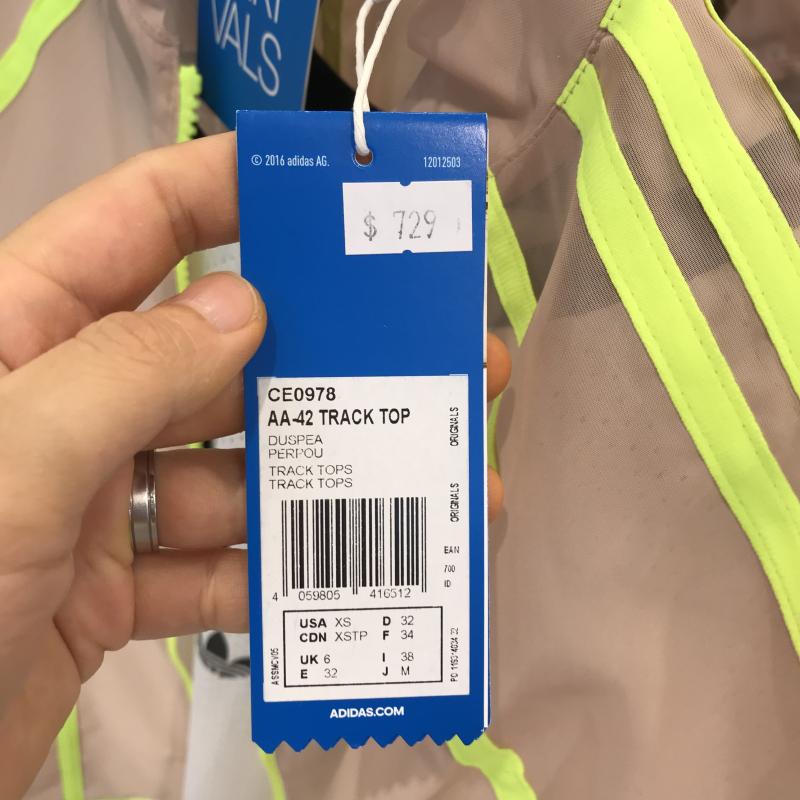 VALS
© 2016 adidas AG.
12012503
$ 729
CE0978
AA-42 TRACK TOP
DUSPEA
PERPOU
TRACK TOPS
TRACK TOPS
ORIGINALS
ORIGINALS
EAN
700
ID
4 059805 416512
USA XS D 32
CDN XSTP F 34
UK 6 I 38
E 32 J M
ASSMCV05
ADIDAS.COM